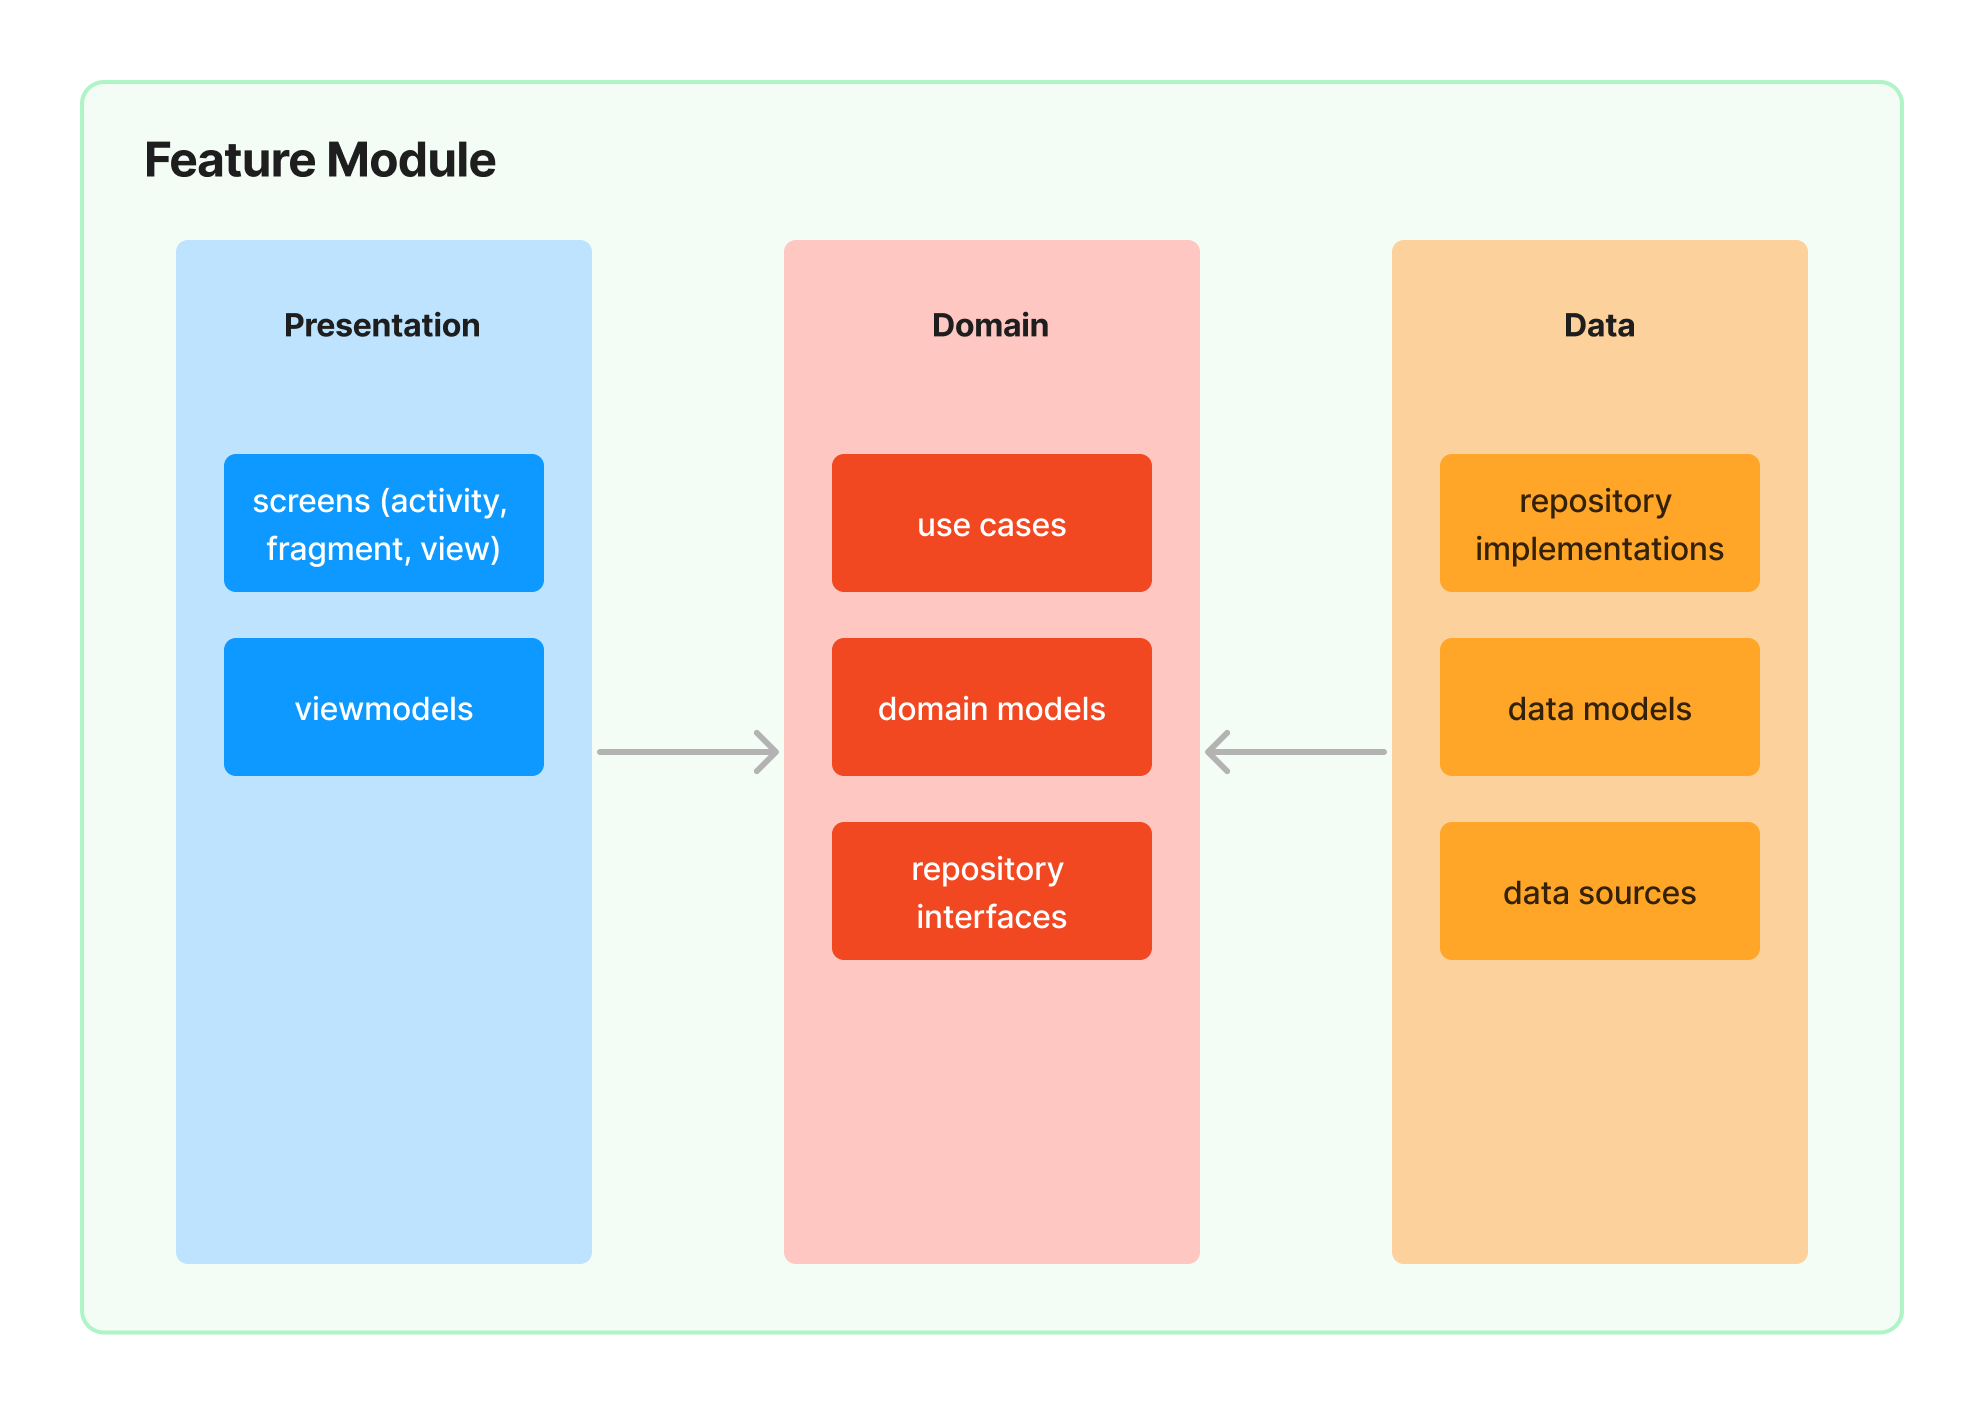 Feature Module
Presentation
screens (activity,
fragment, view)
viewmodels
Domain
use cases
domain models
repository
interfaces
Data
repository
implementations
data models
data sources